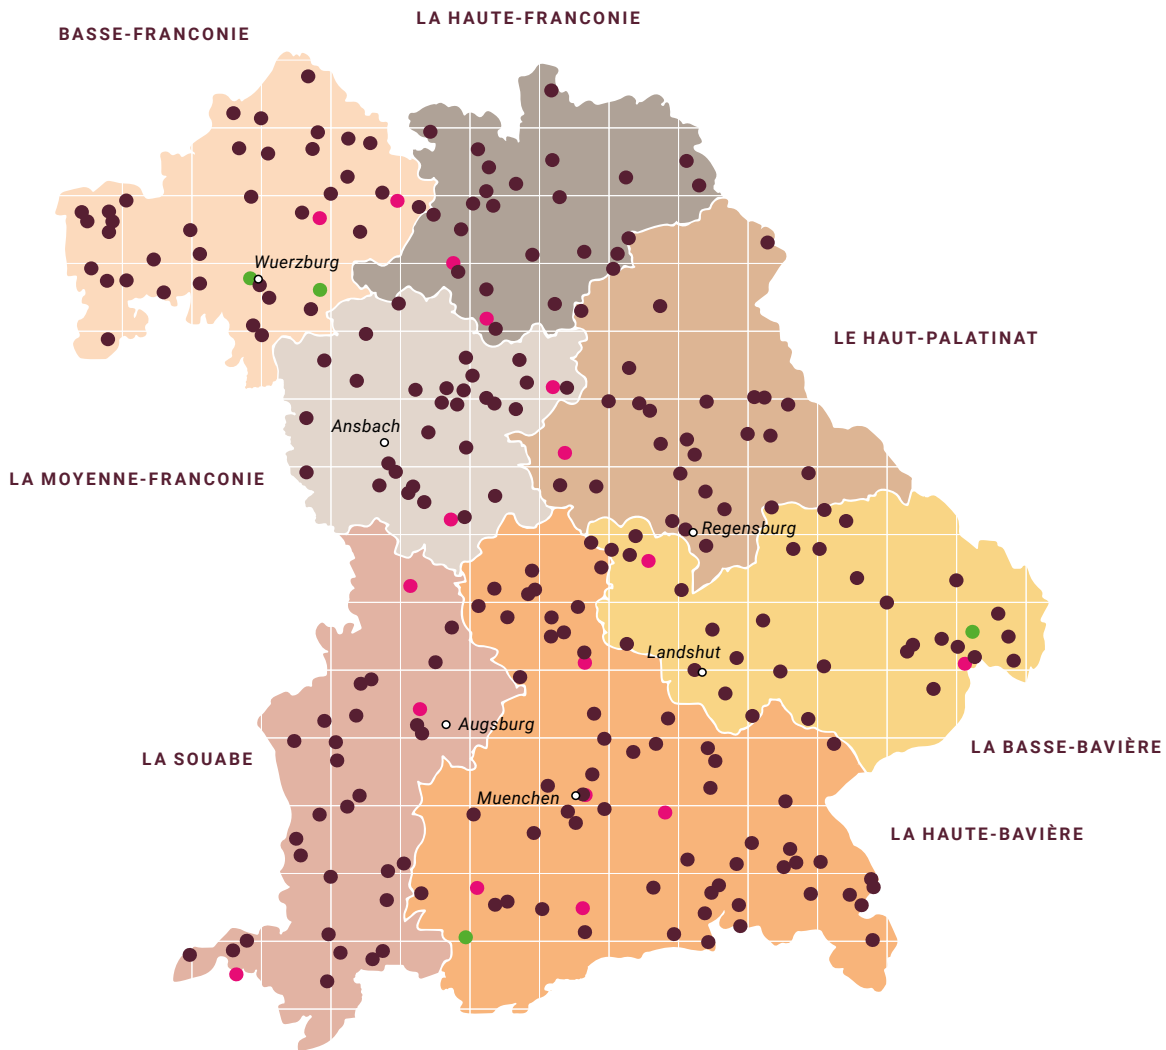 LA HAUTE-FRANCONIE
BASSE-FRANCONIE
Wuerzburg
LE HAUT-PALATINAT
Ansbach
LA MOYENNE-FRANCONIE
Regensburg
Landshut
Augsburg
LA BASSE-BAVIÈRE
LA SOUABE
Muenchen
LA HAUTE-BAVIÈRE